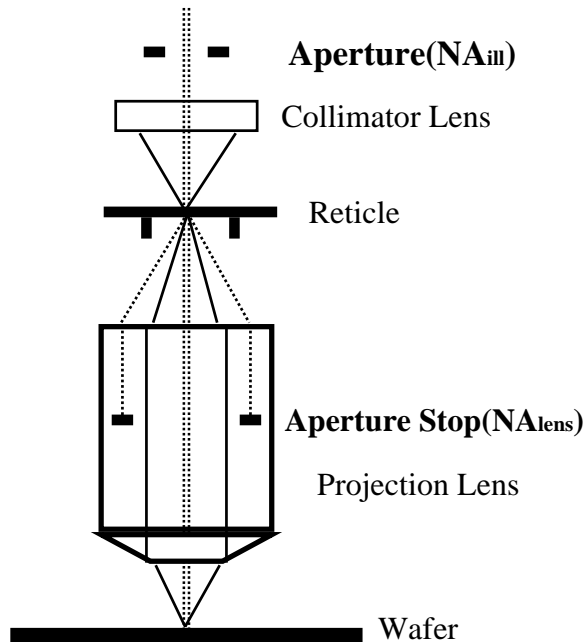 Aperture(NAill)
Collimator Lens
Reticle
Aperture Stop(NAlens)
Projection Lens
Wafer